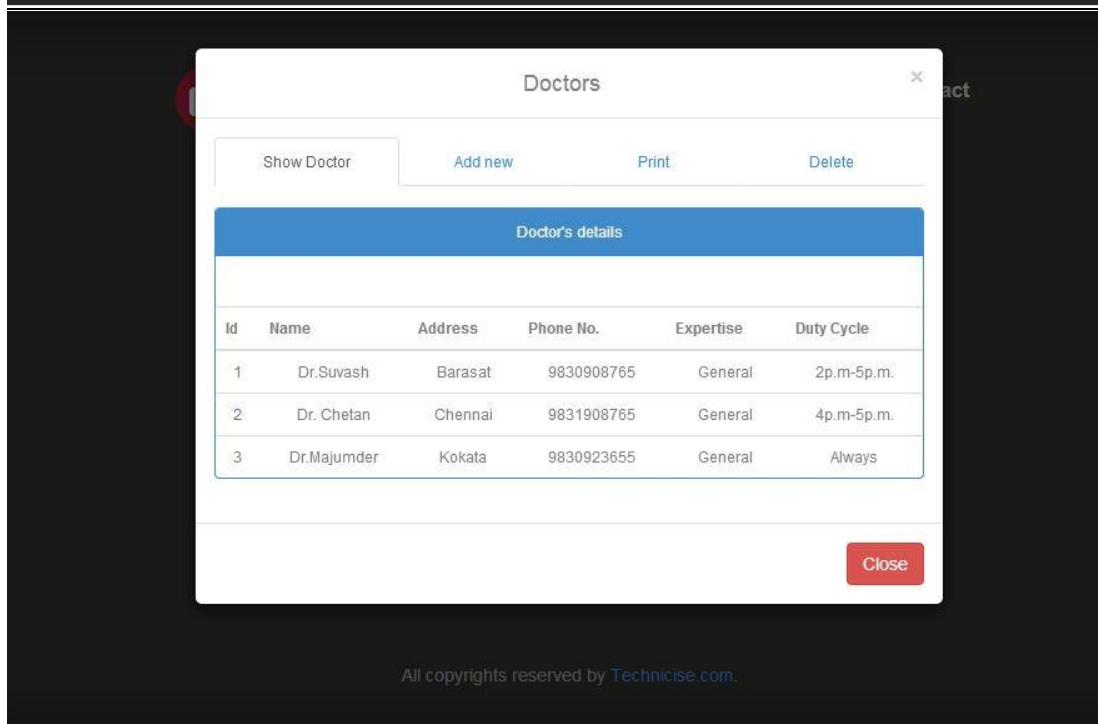 Doctors ×
act
Show Doctor Add new Print Delete
Doctor's details
Id Name Address Phone No. Expertise Duty Cycle
1 Dr.Suvash Barasat 9830908765 General 2p.m-5p.m.
2 Dr. Chetan Chennai 9831908765 General 4p.m-5p.m.
3 Dr.Majumder Kokata 9830923655 General Always
Close
All copyrights reserved by Technicise.com.